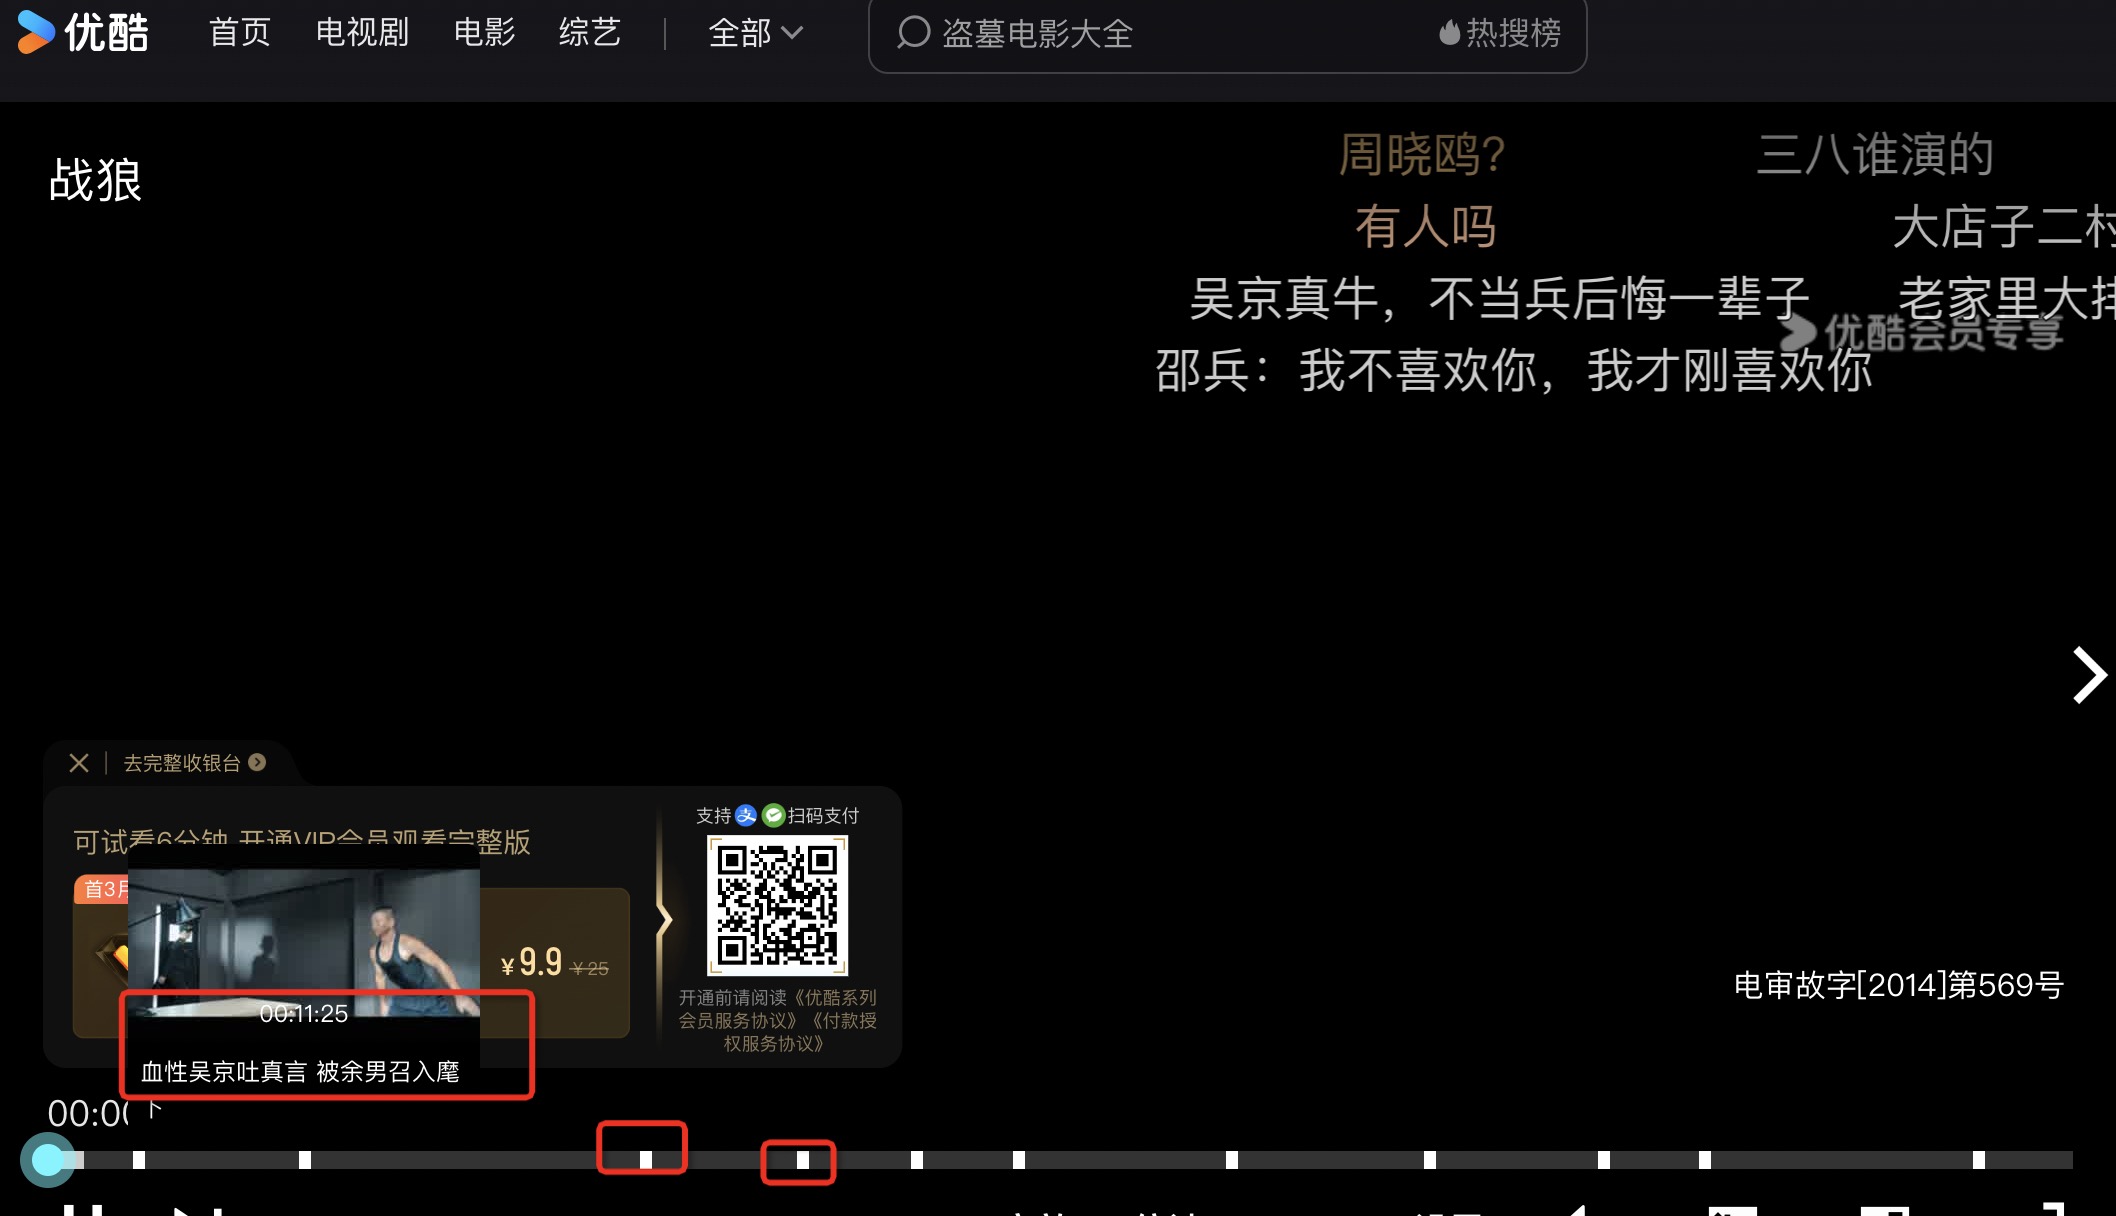 优酷 首页 电视剧 电影 综艺 全部 盗墓电影大全 热搜榜
战狼
周晓鸥? 三八谁演的
有人吗 大店子二村
吴京真牛，不当兵后悔一辈子 老家里大排
优酷会员专享
邵兵：我不喜欢你，我才刚喜欢你
去完整收银台
可试看6分钟 开通VIP会员观看完整版
首3月
¥9.9 ¥25
支持 扫码支付
开通前请阅读《优酷系列
会员服务协议》《付款授
权服务协议》
00:11:25
血性吴京吐真言 被余男召入麾
下
电审故字[2014]第569号
00:00